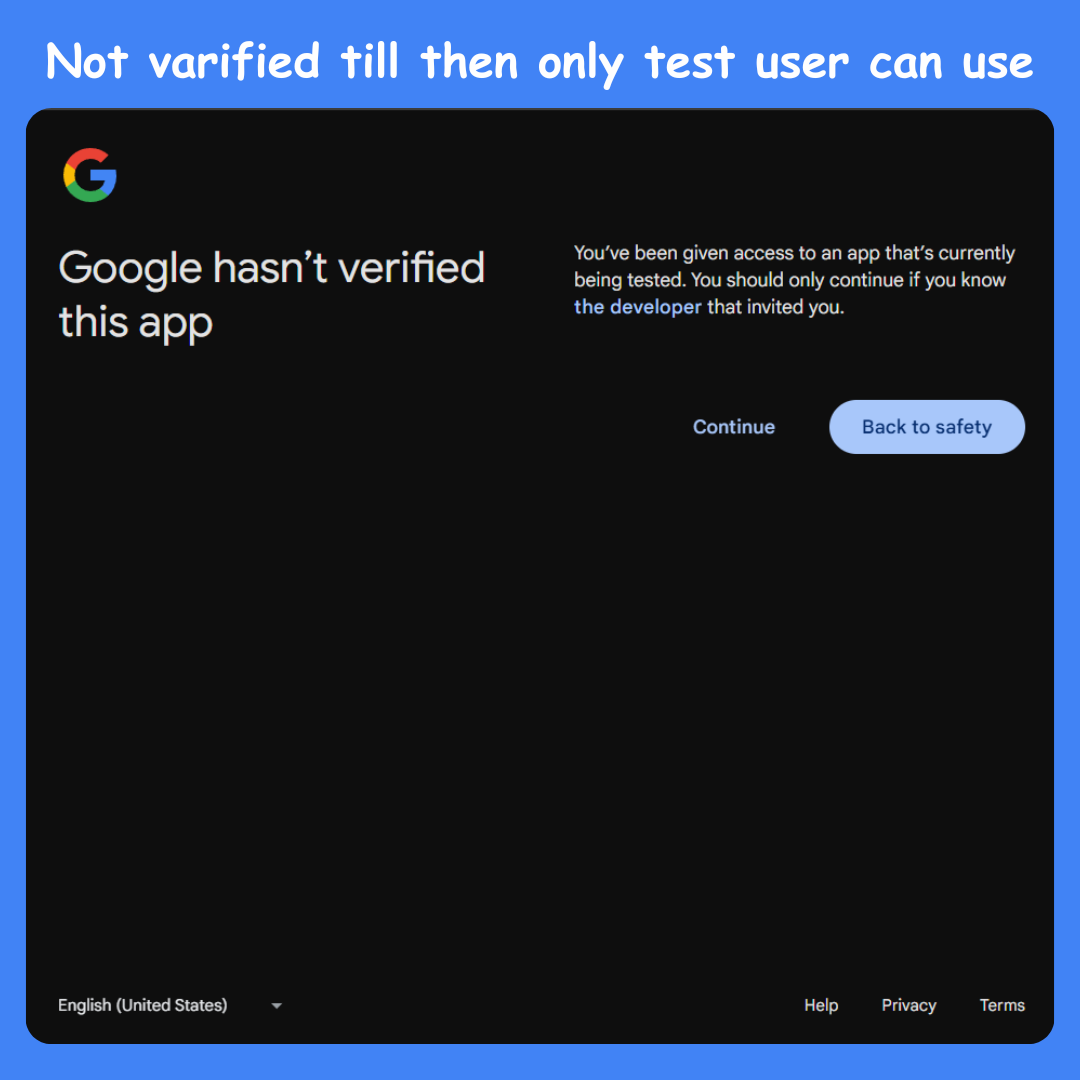 Not varified till then only test user can use
Google hasn’t verified
this app
You’ve been given access to an app that’s currently
being tested. You should only continue if you know
the developer that invited you.
Continue
Back to safety
English (United States)
Help
Privacy
Terms